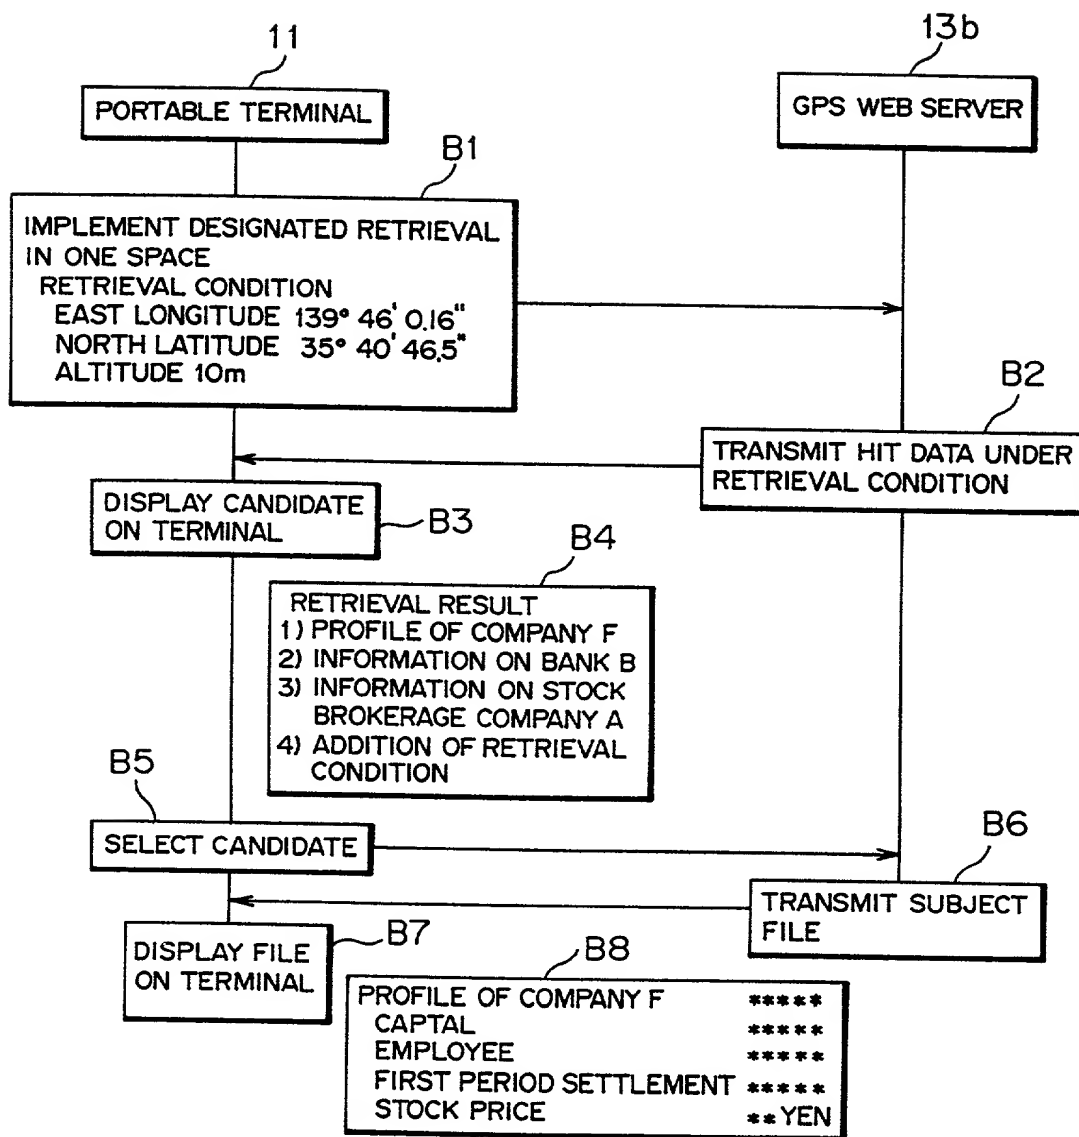 11
13b
PORTABLE TERMINAL
GPS WEB SERVER
B1
IMPLEMENT DESIGNATED RETRIEVAL
IN ONE SPACE
RETRIEVAL CONDITION
EAST LONGITUDE 139° 46' 0.16"
NORTH LATITUDE 35° 40' 46.5"
ALTITUDE 10m
B2
TRANSMIT HIT DATA UNDER
RETRIEVAL CONDITION
DISPLAY CANDIDATE
ON TERMINAL
B3
B4
RETRIEVAL RESULT
1) PROFILE OF COMPANY F
2) INFORMATION ON BANK B
3) INFORMATION ON STOCK
BROKERAGE COMPANY A
4) ADDITION OF RETRIEVAL
CONDITION
B5
SELECT CANDIDATE
B6
TRANSMIT SUBJECT
FILE
DISPLAY FILE
ON TERMINAL
B7
B8
PROFILE OF COMPANY F *****
CAPTAL *****
EMPLOYEE *****
FIRST PERIOD SETTLEMENT *****
STOCK PRICE **YEN